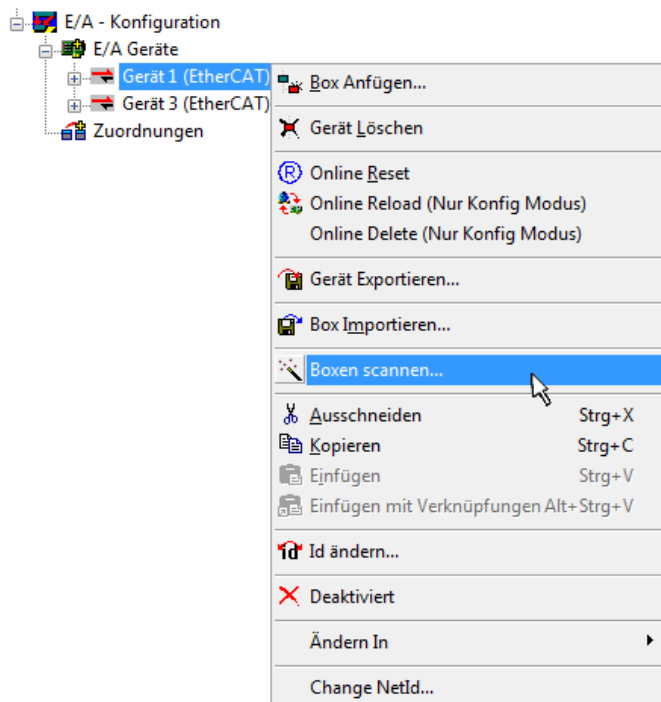 E/A - Konfiguration
E/A Geräte
Gerät 1 (EtherCAT)
Gerät 3 (EtherCAT)
Zuordnungen
Box Anfügen...
Gerät Löschen
Online Reset
Online Reload (Nur Konfig Modus)
Online Delete (Nur Konfig Modus)
Gerät Exportieren...
Box Importieren...
Boxen scannen...
Ausschneiden Strg+X
Kopieren Strg+C
Einfügen Strg+V
Einfügen mit Verknüpfungen Alt+Strg+V
Id ändern...
Deaktiviert
Ändern In
Change NetId...